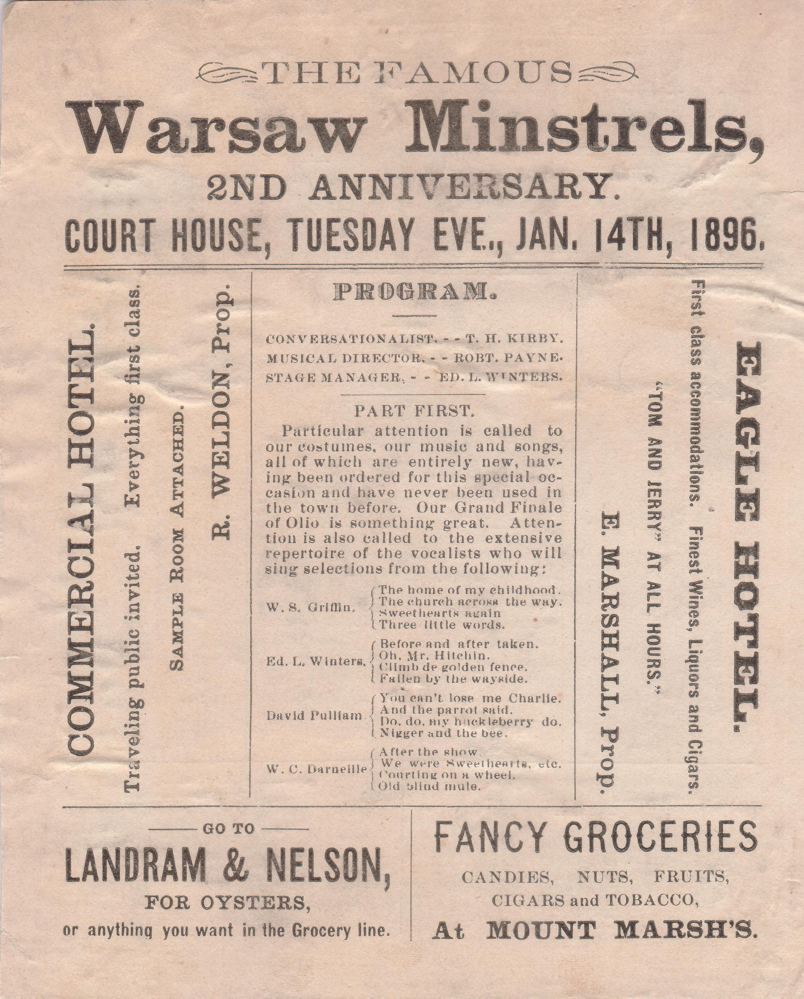 THE FAMOUS
Warsaw Minstrels,
2ND ANNIVERSARY.
COURT HOUSE, TUESDAY EVE., JAN. 14TH, 1896.
COMMERCIAL HOTEL.
Traveling public invited. Everything first class.
SAMPLE ROOM ATTACHED.
R. WELDON, Prop.
PROGRAM.
CONVERSATIONALIST, - - T. H. KIRBY.
MUSICAL DIRECTOR, - - ROBT. PAYNE.
STAGE MANAGER, - - ED. L. WINTERS.
PART FIRST.
Particular attention is called to
our costumes, our music and songs,
all of which are entirely new, hav-
ing been ordered for this special oc-
casion and have never been used in
the town before. Our Grand Finale
of Olio is something great. Atten-
tion is also called to the extensive
repertoire of the vocalists who will
sing selections from the following:
W. S. Griffin,
The home of my childhood.
The church across the way.
Sweethearts again
Three little words.
Ed. L. Winters,
Before and after taken.
Oh, Mr. Hitchin.
Climb de golden fence.
Fallen by the wayside.
David Pulliam
You can't lose me Charlie.
And the parrot said.
Do, do, my huckleberry do.
Nigger and the bee.
W. C. Darneille
After the show
We were Sweethearts, etc.
Courting on a wheel.
Old blind mule.
EAGLE HOTEL.
First class accommodations. Finest Wines, Liquors and Cigars.
"TOM AND JERRY" AT ALL HOURS."
E. MARSHALL, Prop.
GO TO
LANDRAM & NELSON,
FOR OYSTERS,
or anything you want in the Grocery line.
FANCY GROCERIES
CANDIES, NUTS, FRUITS,
CIGARS and TOBACCO,
At MOUNT MARSH'S.